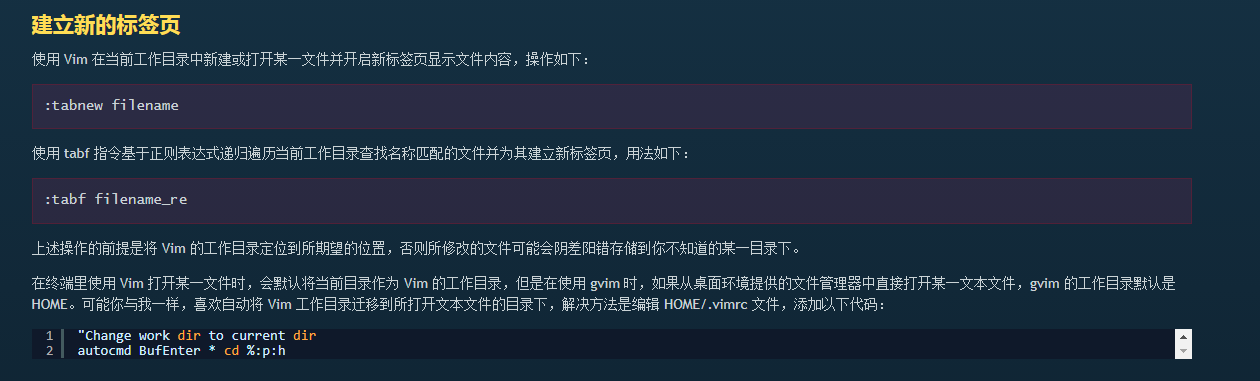 建立新的标签页
使用 Vim 在当前工作目录中新建或打开某一文件并开启新标签页显示文件内容，操作如下：
:tabnew filename
使用 tabf 指令基于正则表达式递归遍历当前工作目录查找名称匹配的文件并为其建立新标签页，用法如下：
:tabf filename_re
上述操作的前提是将 Vim 的工作目录定位到所期望的位置，否则所修改的文件可能会阴差阳错存储到你不知道的某一目录下。
在终端里使用 Vim 打开某一文件时，会默认将当前目录作为 Vim 的工作目录，但是在使用 gvim 时，如果从桌面环境提供的文件管理器中直接打开某一文本文件，gvim 的工作目录默认是
HOME。可能你与我一样，喜欢自动将 Vim 工作目录迁移到所打开文本文件的目录下，解决方法是编辑 HOME/.vimrc 文件，添加以下代码：
1 "Change work dir to current dir
2 autocmd BufEnter * cd %:p:h